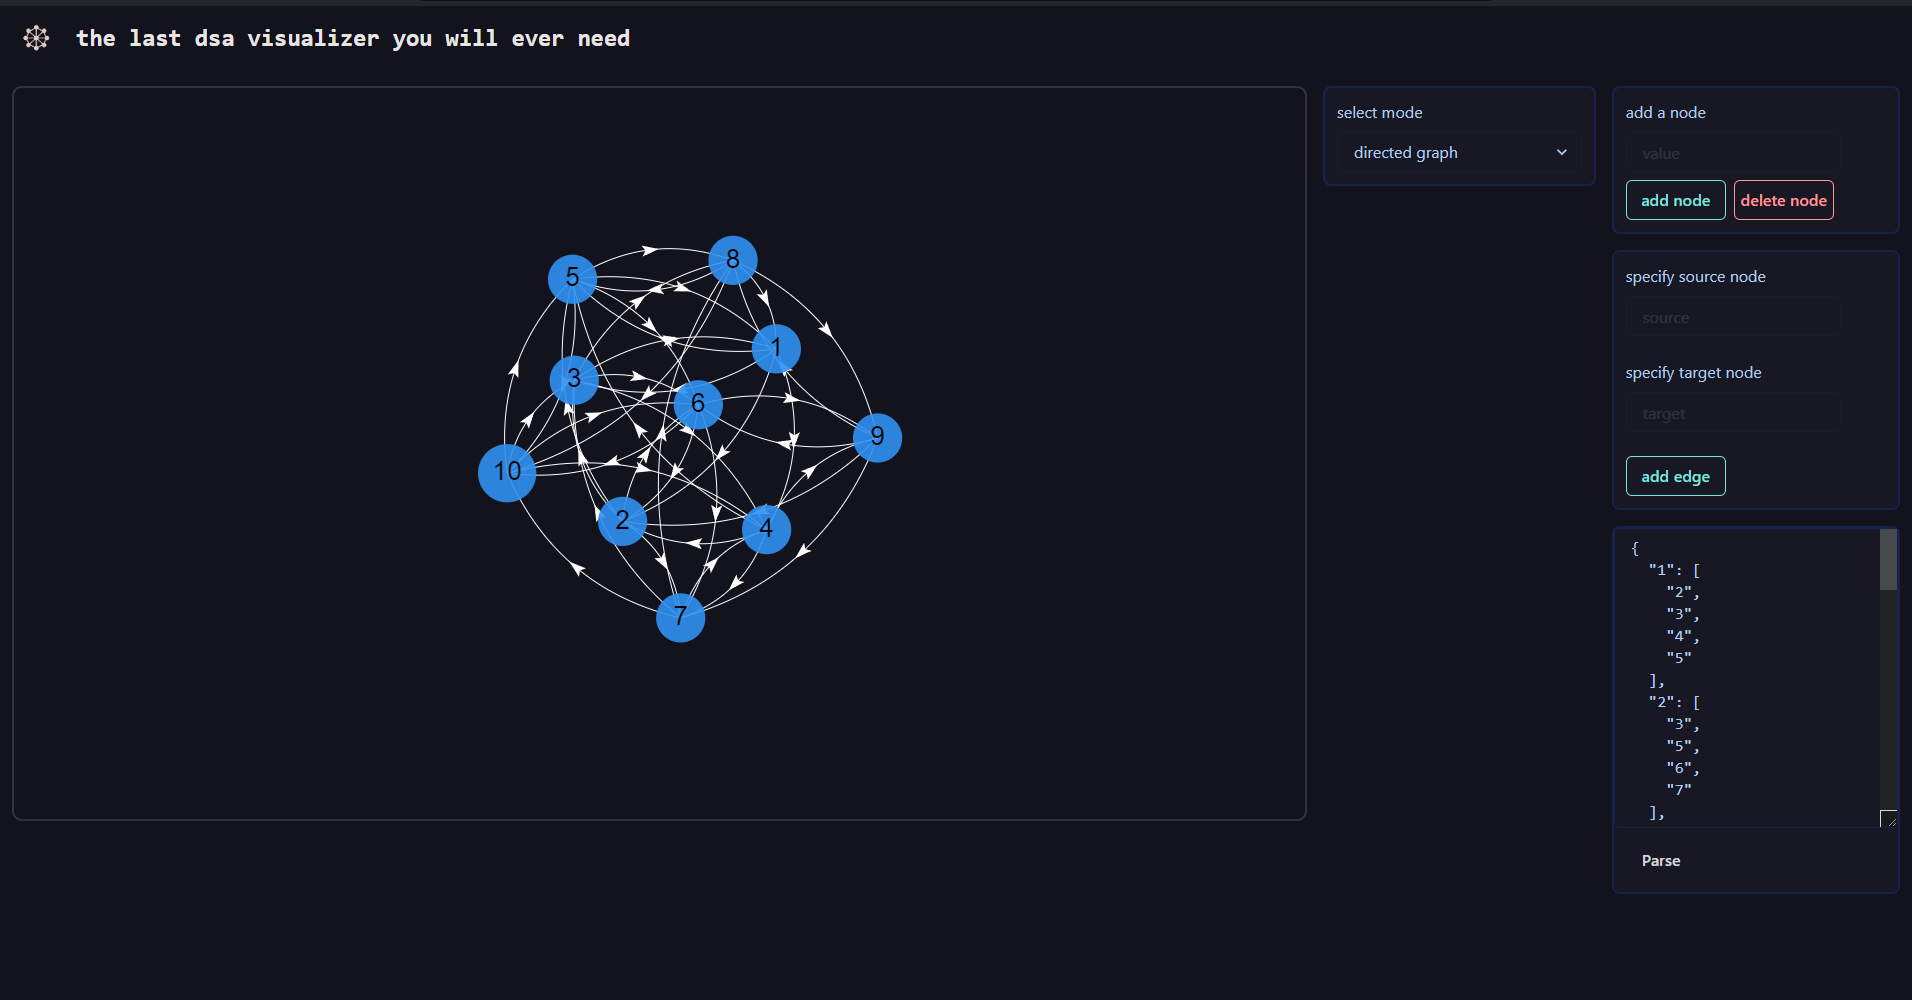 the last dsa visualizer you will ever need
5
8
1
3
6
9
10
2
4
7
select mode
directed graph
add a node
value
add node delete node
specify source node
source
specify target node
target
add edge
{
"1": [
"2",
"3",
"4",
"5"
],
"2": [
"3",
"5",
"6",
"7"
],
Parse